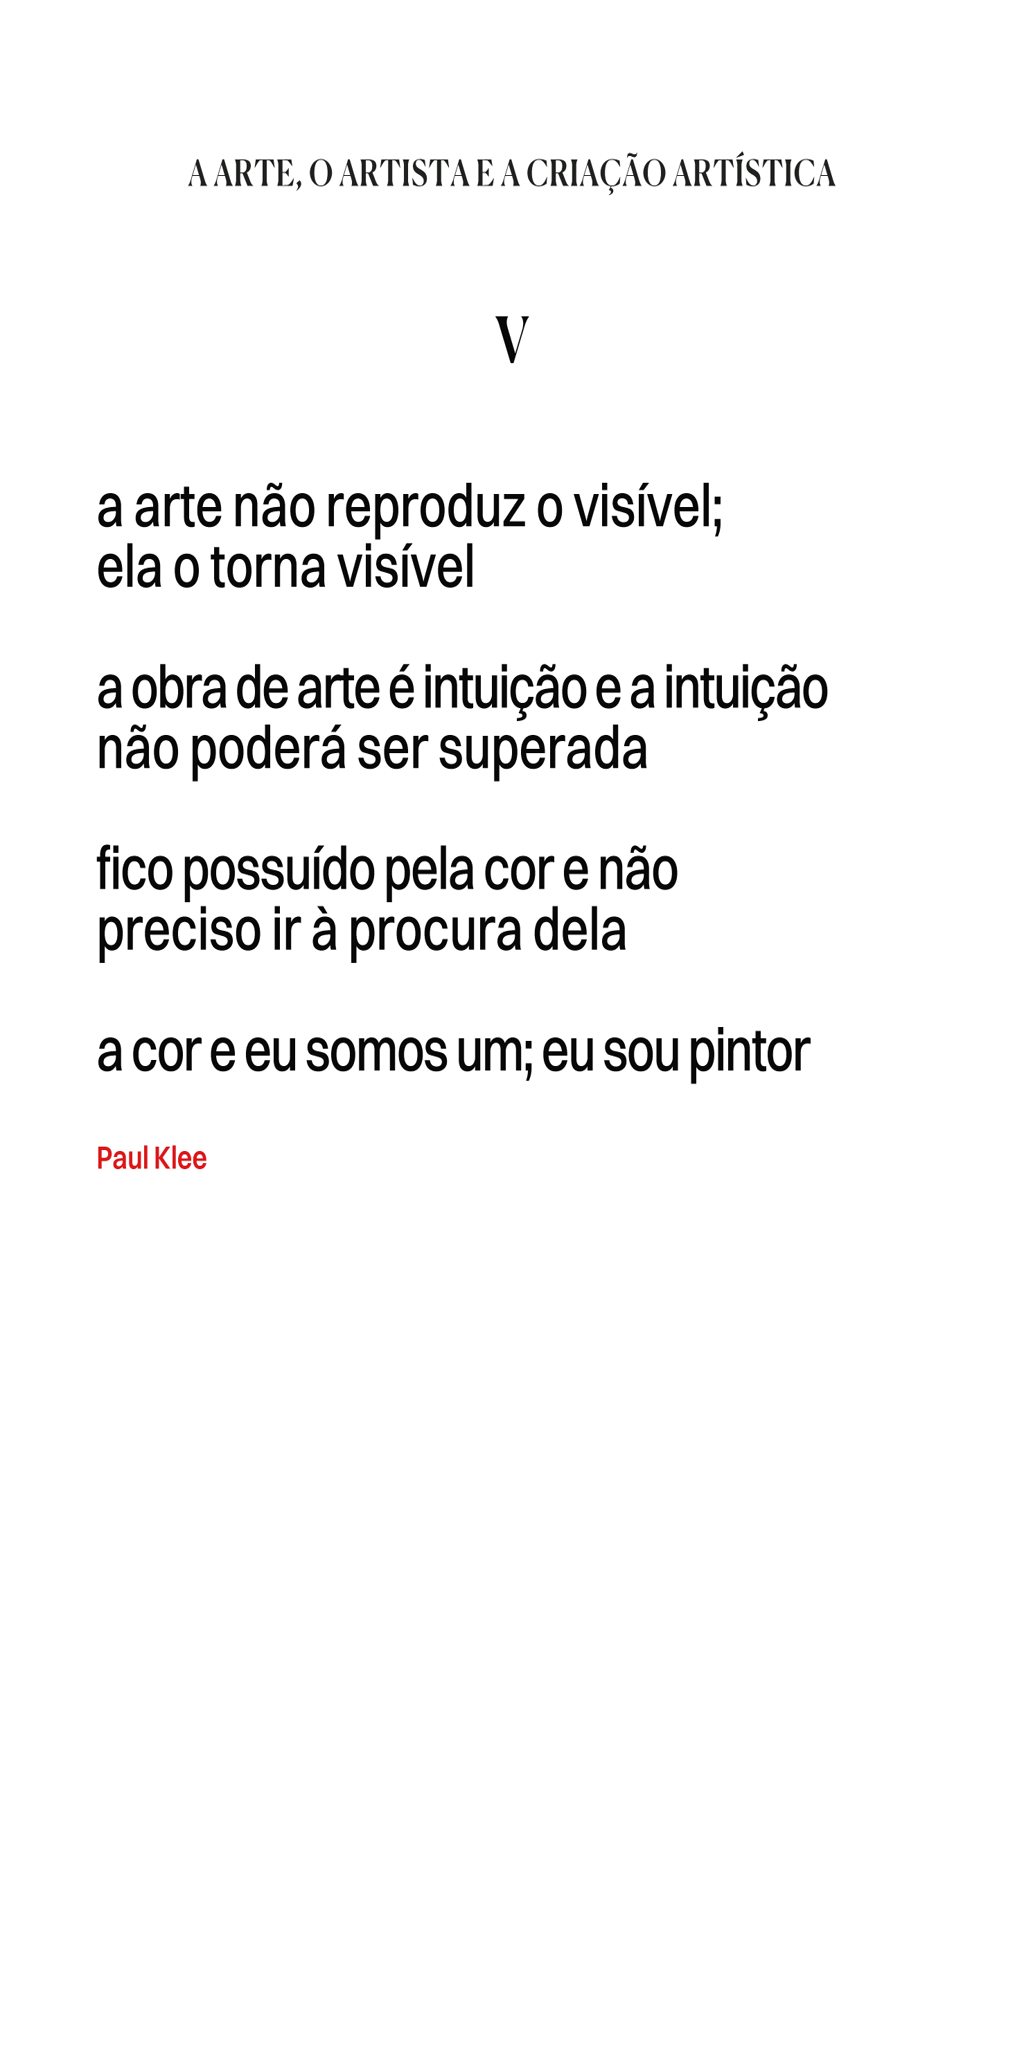 A ARTE, O ARTISTA E A CRIAÇÃO ARTÍSTICA
V
a arte não reproduz o visível;
ela o torna visível
a obra de arte é intuição e a intuição
não poderá ser superada
fico possuído pela cor e não
preciso ir à procura dela
a cor e eu somos um; eu sou pintor
Paul Klee